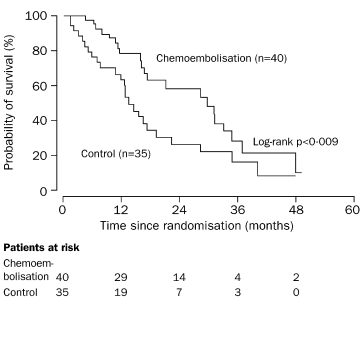 Probability of survival (%)
100
80
60
40
20
0
Chemoembolisation (n=40)
Log-rank p<0·009
Control (n=35)
0 12 24 36 48 60
Time since randomisation (months)
Patients at risk
Chemoem-
bolisation 40 29 14 4 2
Control 35 19 7 3 0